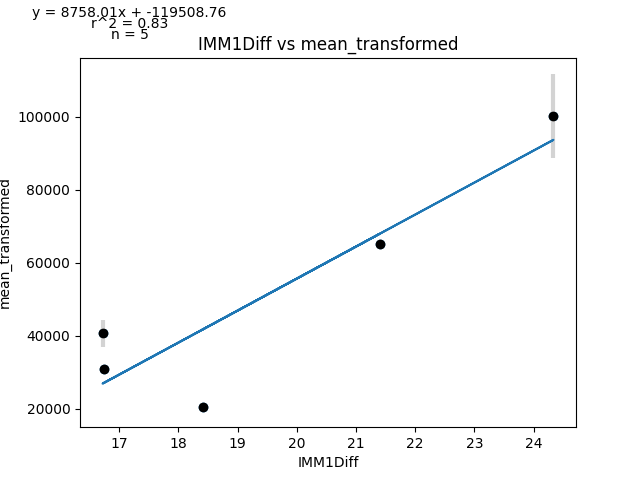 y = 8758.01x + -119508.76
r^2 = 0.83
n = 5
IMM1Diff vs mean_transformed
mean_transformed
100000
80000
60000
40000
20000
17 18 19 20 21 22 23 24
IMM1Diff